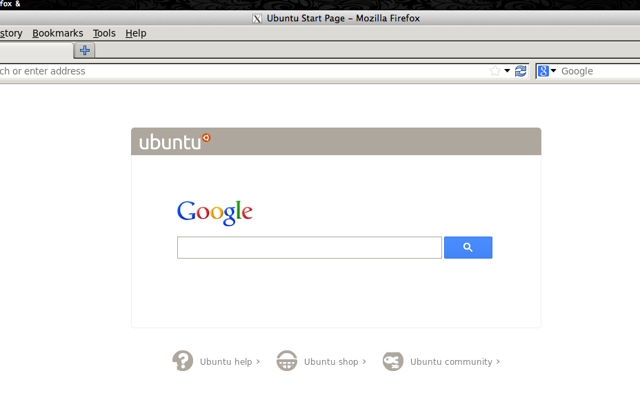 fox &
Ubuntu Start Page – Mozilla Firefox
story Bookmarks Tools Help
ch or enter address
Google
ubuntu
Google
Ubuntu help ›
Ubuntu shop ›
Ubuntu community ›